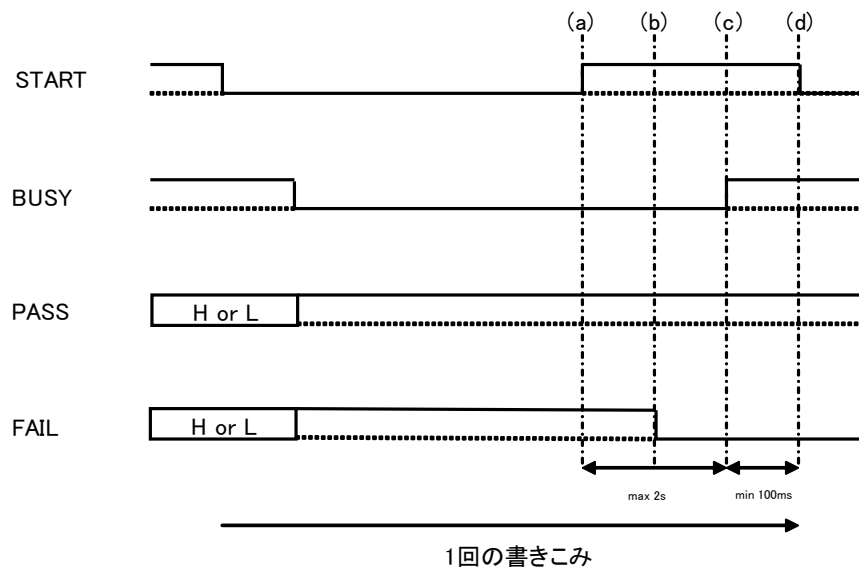 (a) (b) (c) (d)
START
BUSY
PASS H or L
FAIL H or L
max 2s min 100ms
1回の書きこみ